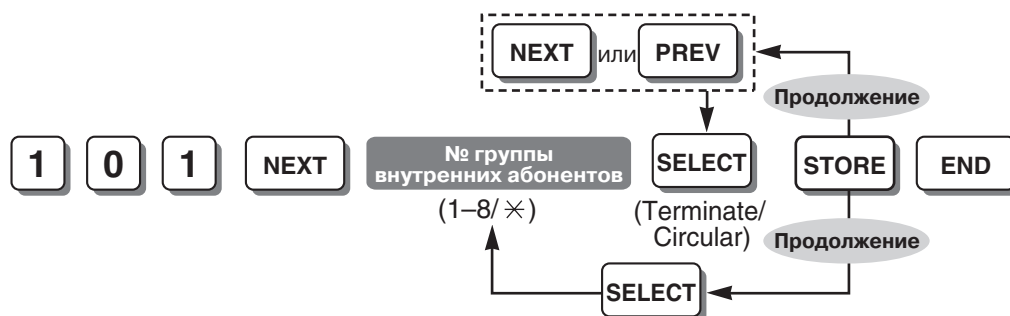 NEXT или PREV
Продолжение
1 0 1 NEXT № группы внутренних абонентов SELECT STORE END
(1–8/✳)
(Terminate/
Circular)
Продолжение
SELECT